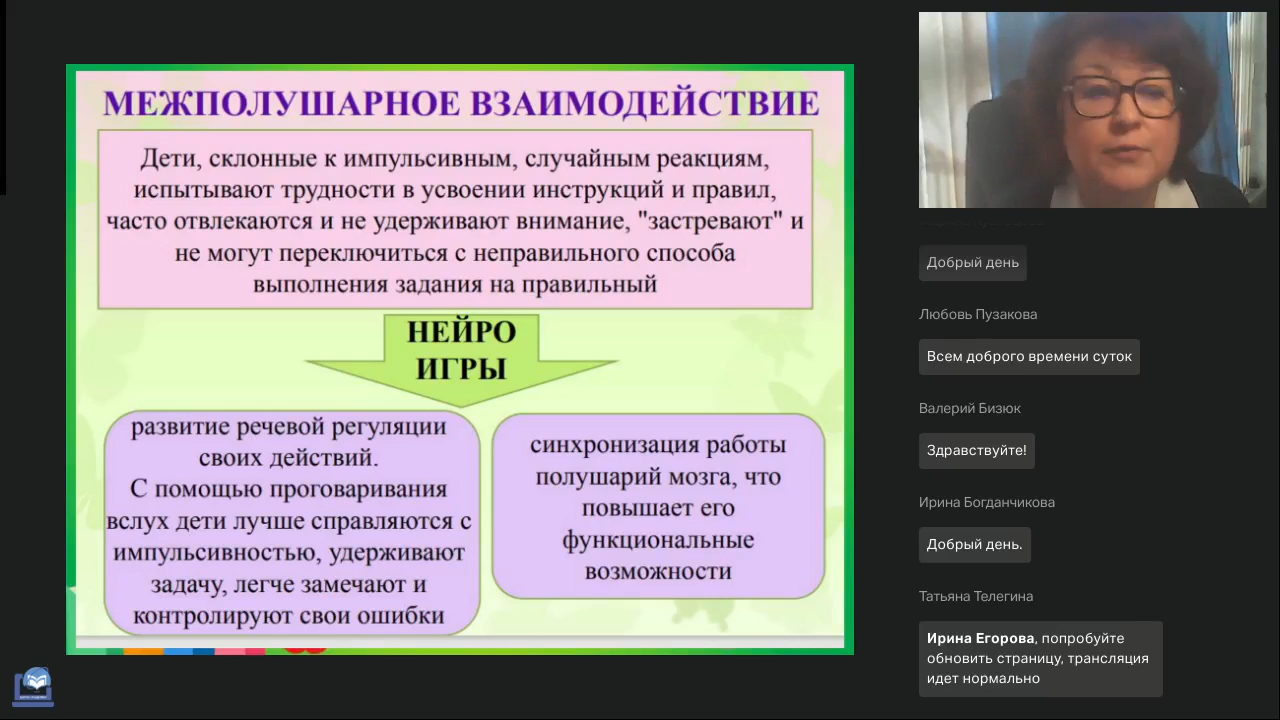 МЕЖПОЛУШАРНОЕ ВЗАИМОДЕЙСТВИЕ
Дети, склонные к импульсивным, случайным реакциям,
испытывают трудности в усвоении инструкций и правил,
часто отвлекаются и не удерживают внимание, "застревают" и
не могут переключиться с неправильного способа
выполнения задания на правильный
НЕЙРО
ИГРЫ
развитие речевой регуляции
своих действий.
С помощью проговаривания
вслух дети лучше справляются с
импульсивностью, удерживают
задачу, легче замечают и
контролируют свои ошибки
синхронизация работы
полушарий мозга, что
повышает его
функциональные
возможности
Добрый день
Любовь Пузакова
Всем доброго времени суток
Валерий Бизюк
Здравствуйте!
Ирина Богданчикова
Добрый день.
Татьяна Телегина
Ирина Егорова, попробуйте
обновить страницу, трансляция
идет нормально